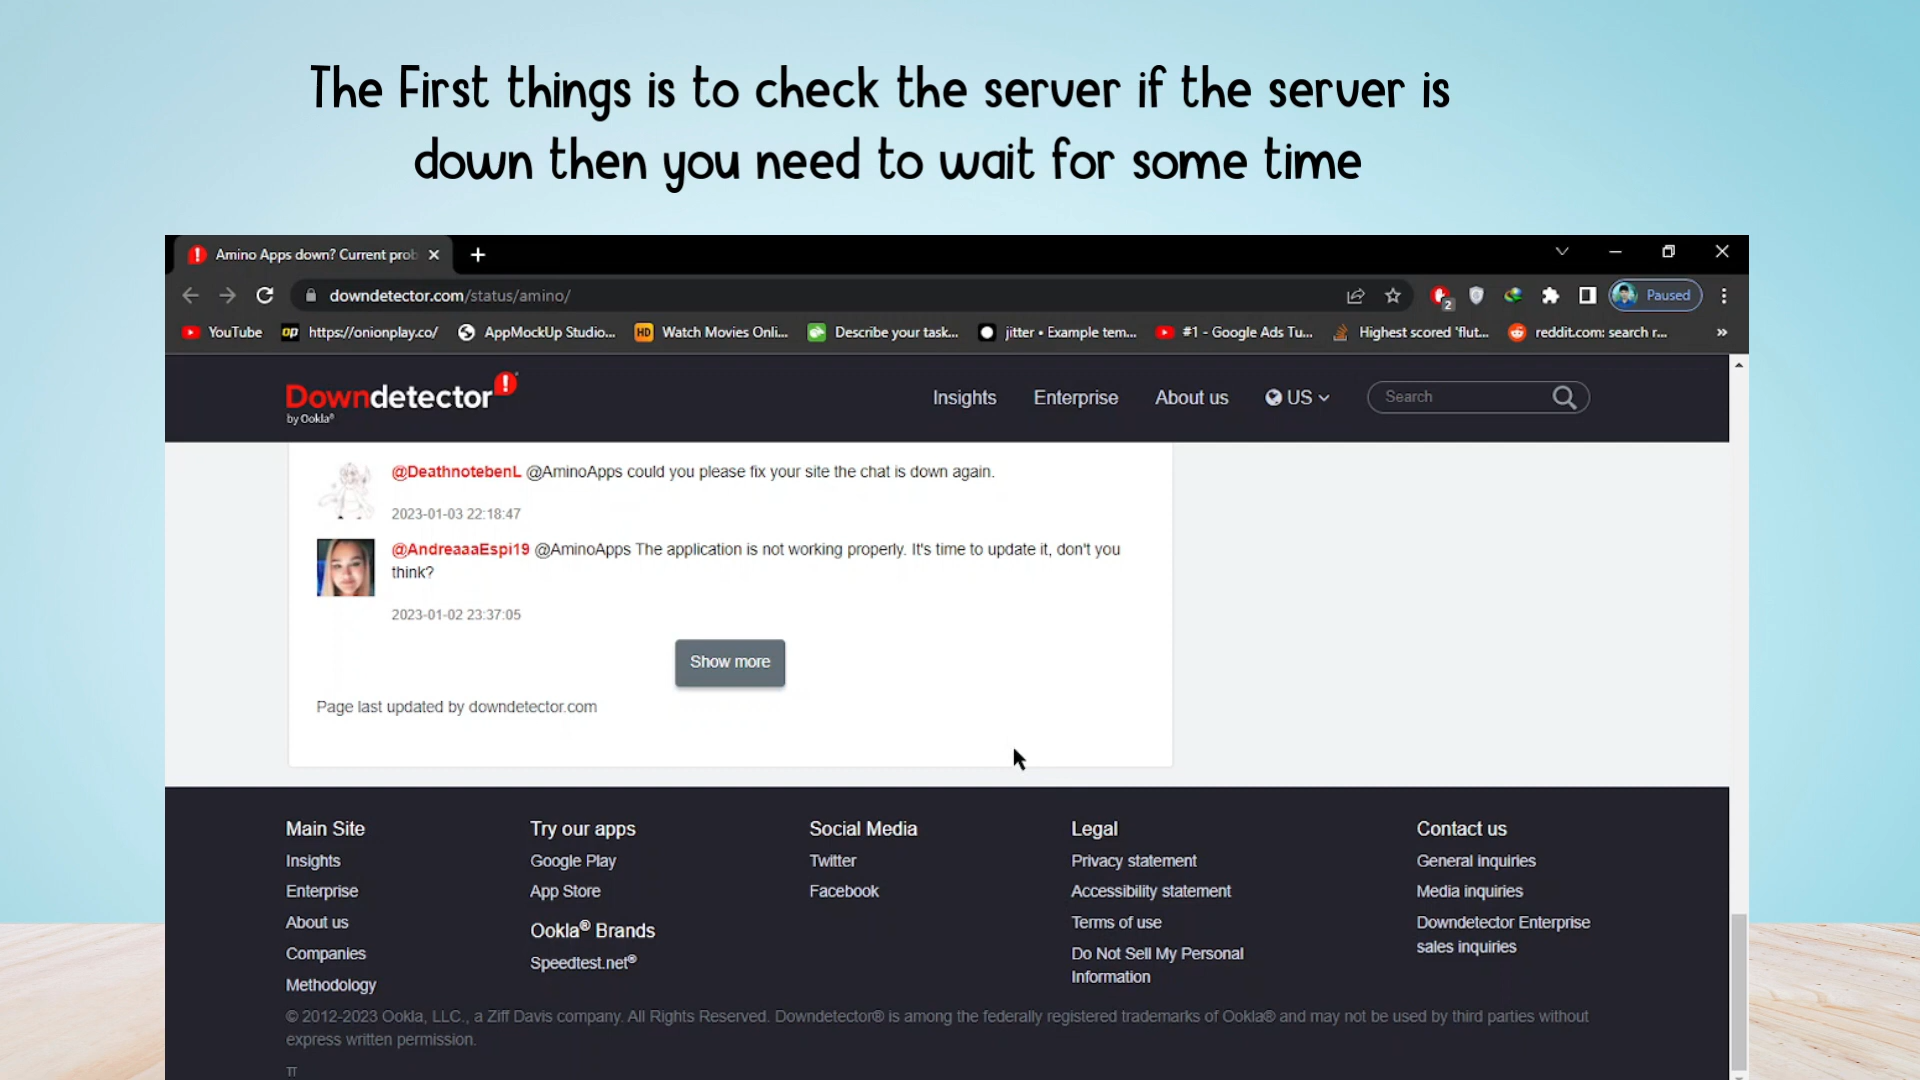 The First things is to check the server if the server is
down then you need to wait for some time
Amino Apps down? Current prob
downdetector.com/status/amino/
2
Paused
YouTube
op https://onionplay.co/
AppMockUp Studio...
HD Watch Movies Onli...
Describe your task...
jitter • Example tem...
#1 - Google Ads Tu...
Highest scored 'flut...
reddit.com: search r...
»
Downdetector
by Ookla®
Insights
Enterprise
About us
US
Search
@DeathnotebenL @AminoApps could you please fix your site the chat is down again.
2023-01-03 22:18:47
@AndreaaaEspi19 @AminoApps The application is not working properly. It's time to update it, don't you
think?
2023-01-02 23:37:05
Show more
Page last updated by downdetector.com
Main Site
Insights
Enterprise
About us
Companies
Methodology
Try our apps
Google Play
App Store
Ookla® Brands
Speedtest.net®
Social Media
Twitter
Facebook
Legal
Privacy statement
Accessibility statement
Terms of use
Do Not Sell My Personal
Information
Contact us
General inquiries
Media inquiries
Downdetector Enterprise
sales inquiries
© 2012-2023 Ookla, LLC., a Ziff Davis company. All Rights Reserved. Downdetector® is among the federally registered trademarks of Ookla® and may not be used by third parties without
express written permission.
π